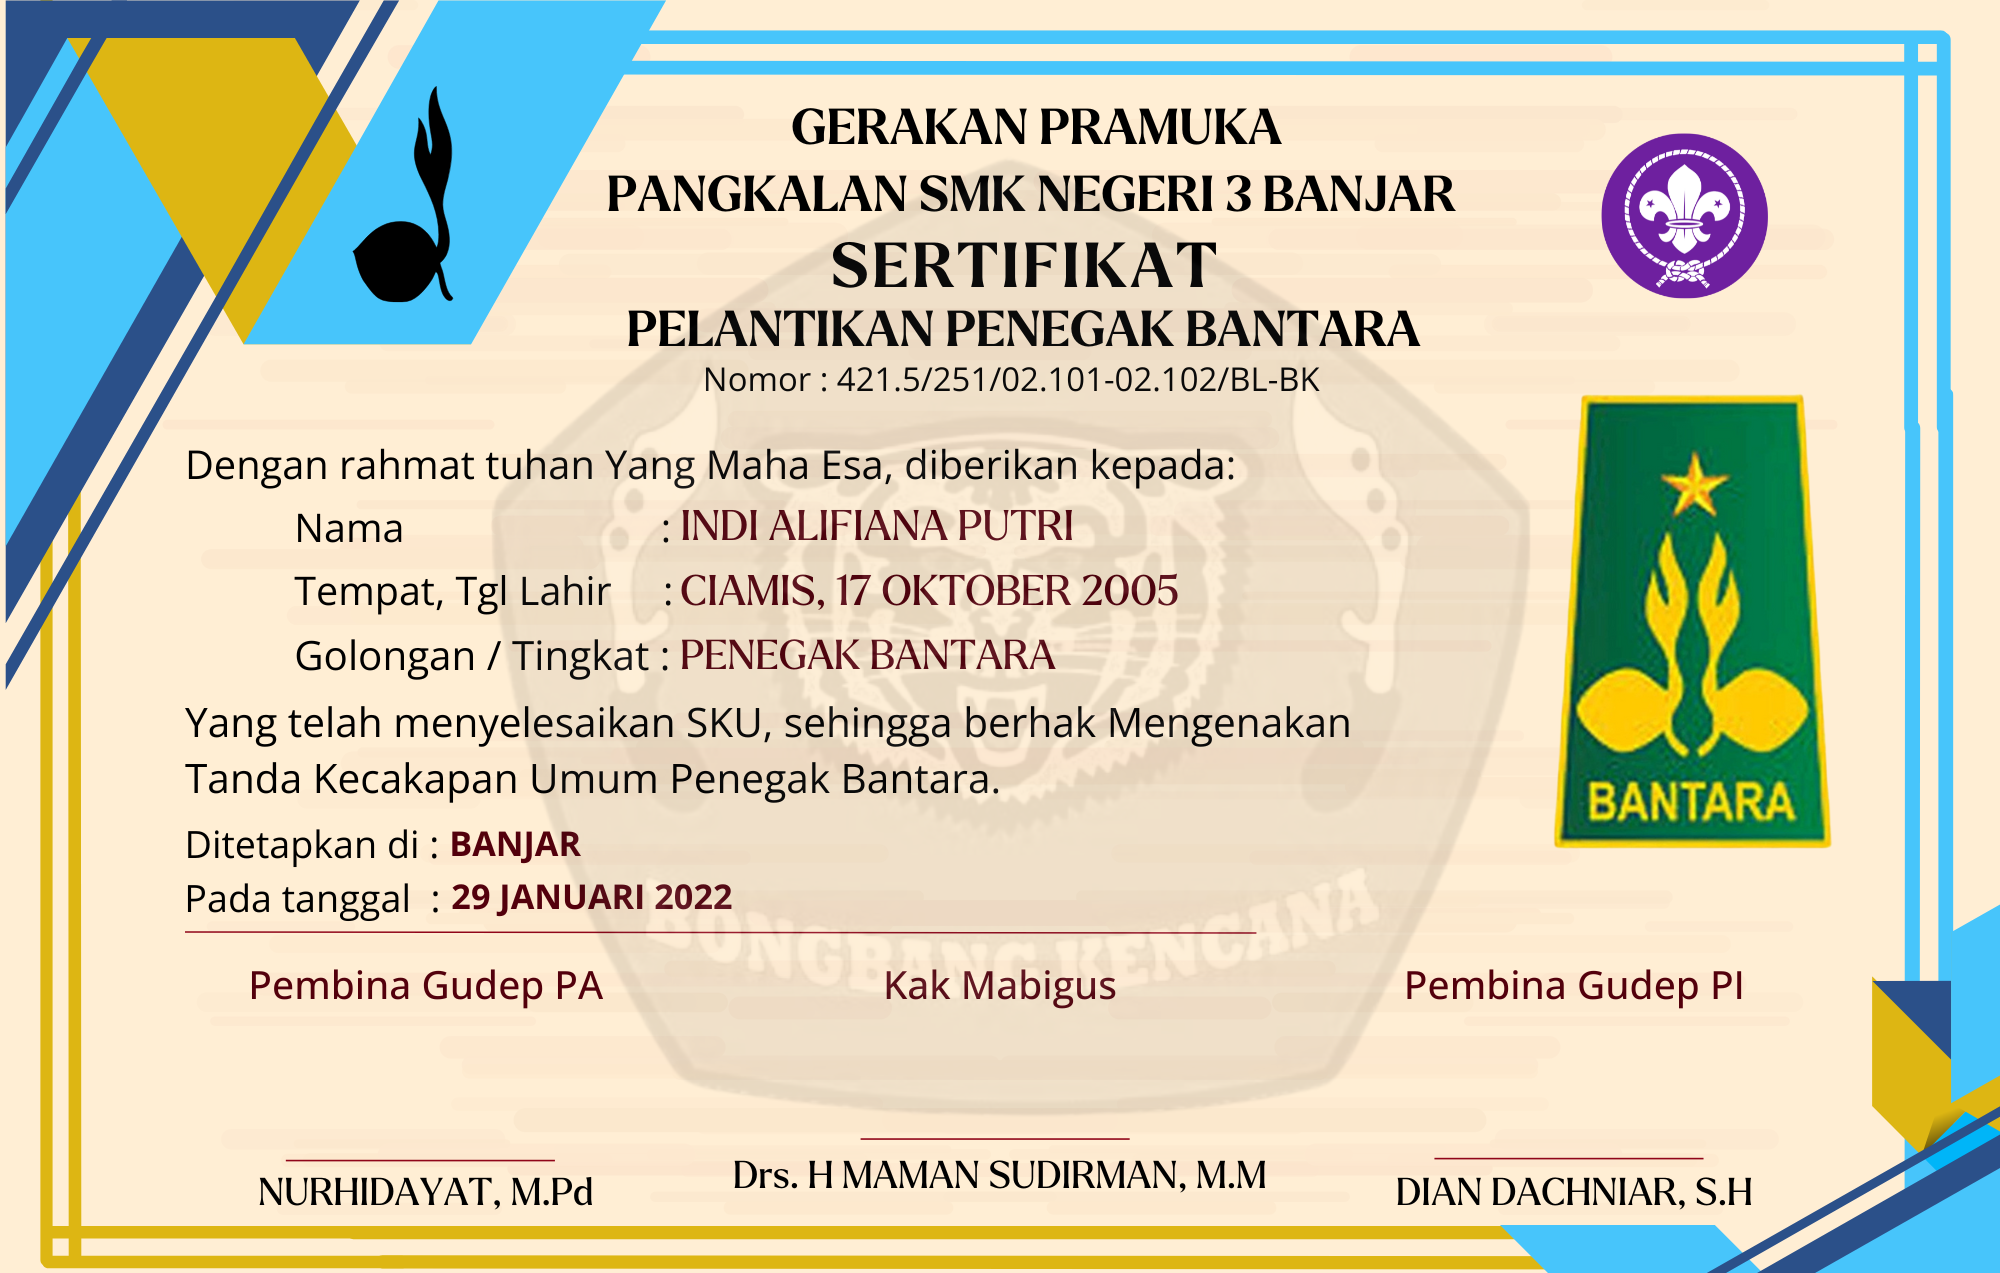 GERAKAN PRAMUKA
PANGKALAN SMK NEGERI 3 BANJAR
SERTIFIKAT
PELANTIKAN PENEGAK BANTARA
Nomor : 421.5/251/02.101-02.102/BL-BK
Dengan rahmat tuhan Yang Maha Esa, diberikan kepada:
Nama : INDI ALIFIANA PUTRI
Tempat, Tgl Lahir : CIAMIS, 17 OKTOBER 2005
Golongan / Tingkat : PENEGAK BANTARA
Yang telah menyelesaikan SKU, sehingga berhak Mengenakan
Tanda Kecakapan Umum Penegak Bantara.
BANTARA
Ditetapkan di : BANJAR
Pada tanggal : 29 JANUARI 2022
BONGBANG KENCANA
Pembina Gudep PA
Kak Mabigus
Pembina Gudep PI
NURHIDAYAT, M.Pd
Drs. H MAMAN SUDIRMAN, M.M
DIAN DACHNIAR, S.H